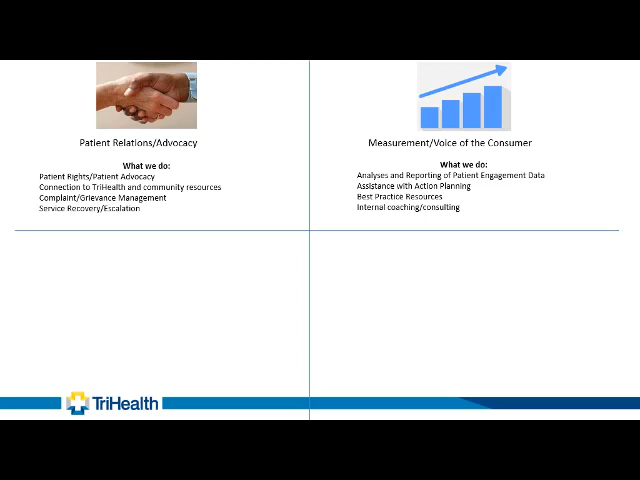 Patient Relations/Advocacy
What we do:
Patient Rights/Patient Advocacy
Connection to TriHealth and community resources
Complaint/Grievance Management
Service Recovery/Escalation
Measurement/Voice of the Consumer
What we do:
Analyses and Reporting of Patient Engagement Data
Assistance with Action Planning
Best Practice Resources
Internal coaching/consulting
TriHealth